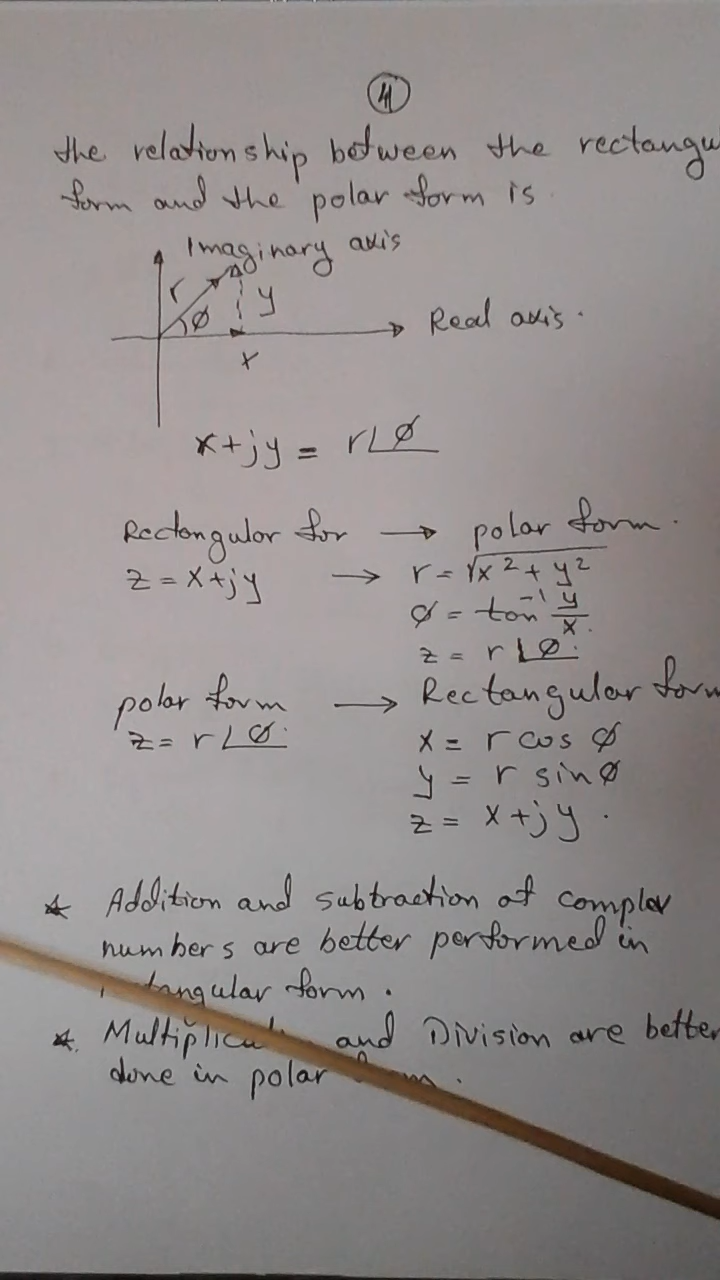 4
the relationship between the rectangu
form and the polar form is
Imaginary axis
r
y
φ
Real axis.
x
x+jy = r∠φ
Rectangular for → polar form.
z = x+jy → r = √x²+y²
φ = tan⁻¹ y/x.
z = r∠φ.
polar form → Rectangular form
z = r∠φ. x = r cos φ
y = r sin φ
z = x+jy.
* Addition and subtraction of complex
numbers are better performed in
form.
* and Division are better
done in polar